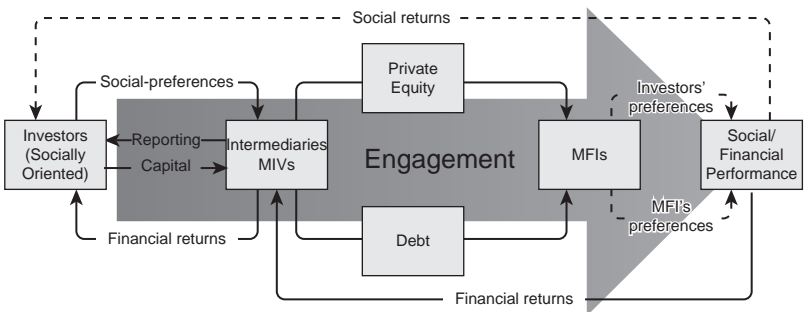 Social returns
Social-preferences
Private
Equity
Investors'
preferences
Investors
(Socially
Oriented)
Reporting
Capital
Intermediaries
MIVs
Engagement
MFIs
Social/
Financial
Performance
MFI's
preferences
Financial returns
Debt
Financial returns